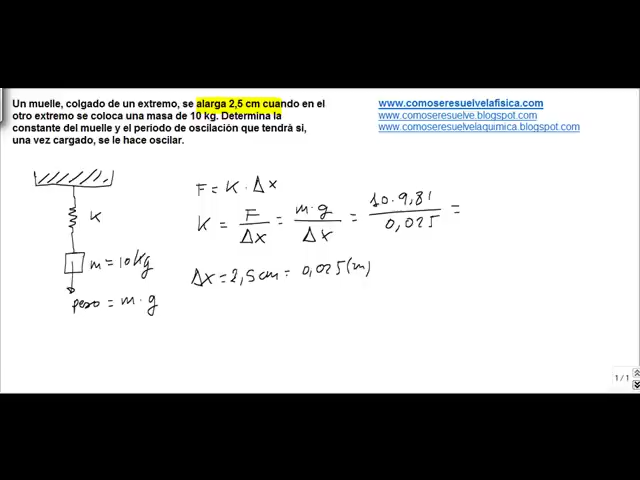 Un muelle, colgado de un extremo, se alarga 2,5 cm cuando en el
otro extremo se coloca una masa de 10 kg. Determina la
constante del muelle y el periodo de oscilación que tendrá si,
una vez cargado, se le hace oscilar.
www.comoseresuelvelafisica.com
www.comoseresuelve.blogspot.com
www.comoseresuelvelaquimica.blogspot.com
F = K · Δx
K
K = F/Δx = m·g/Δx = 10·9,81/0,025 =
m = 10kg
Δx = 2,5 cm = 0,025 (m)
peso = m · g
1 / 1